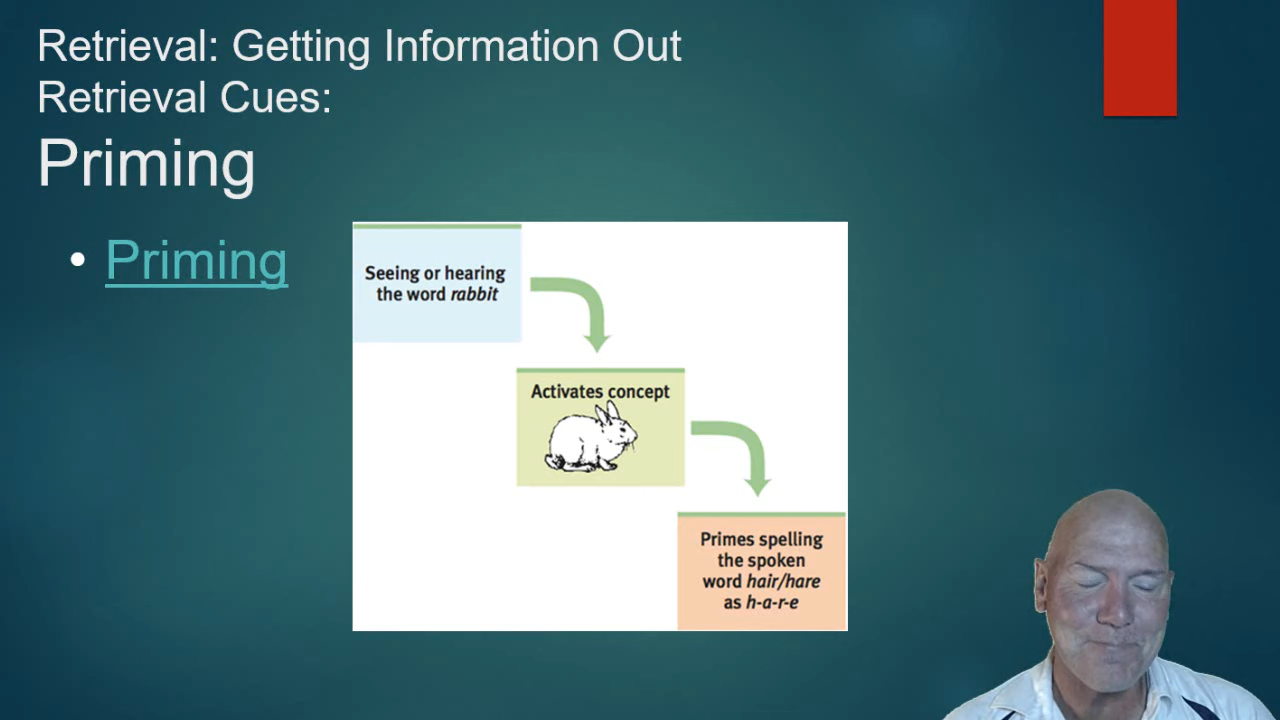 Retrieval: Getting Information Out
Retrieval Cues:
Priming
• Priming
Seeing or hearing
the word rabbit
Activates concept
Primes spelling
the spoken
word hair/hare
as h-a-r-e